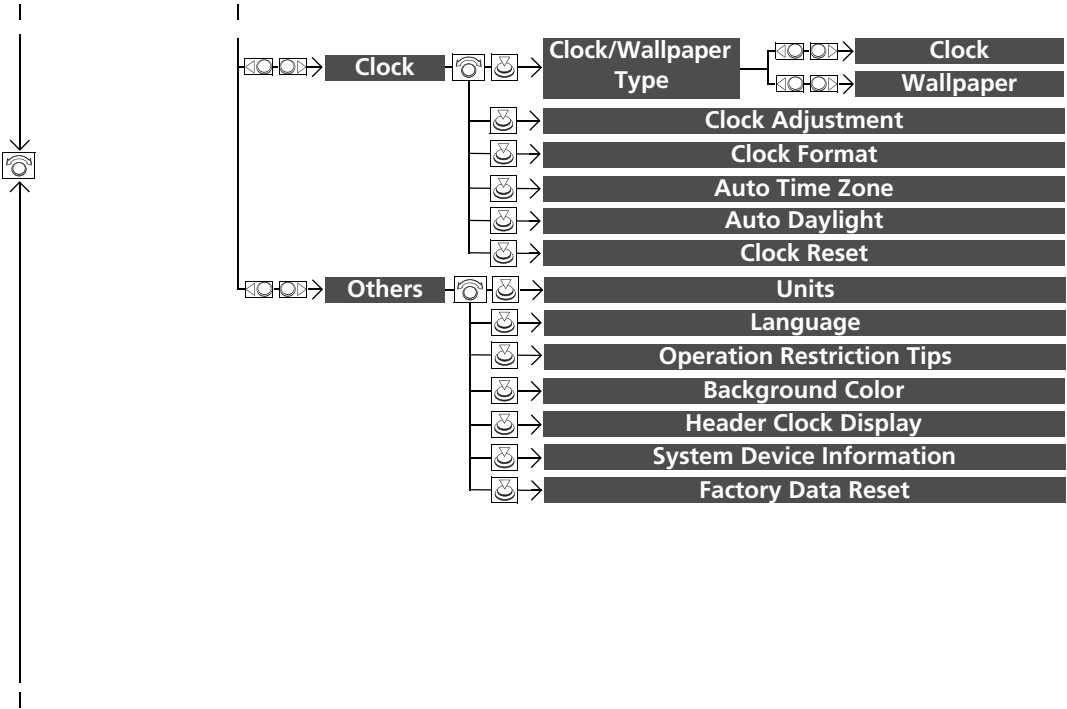 Clock
Clock/Wallpaper
Type
Clock
Wallpaper
Clock Adjustment
Clock Format
Auto Time Zone
Auto Daylight
Clock Reset
Others
Units
Language
Operation Restriction Tips
Background Color
Header Clock Display
System Device Information
Factory Data Reset